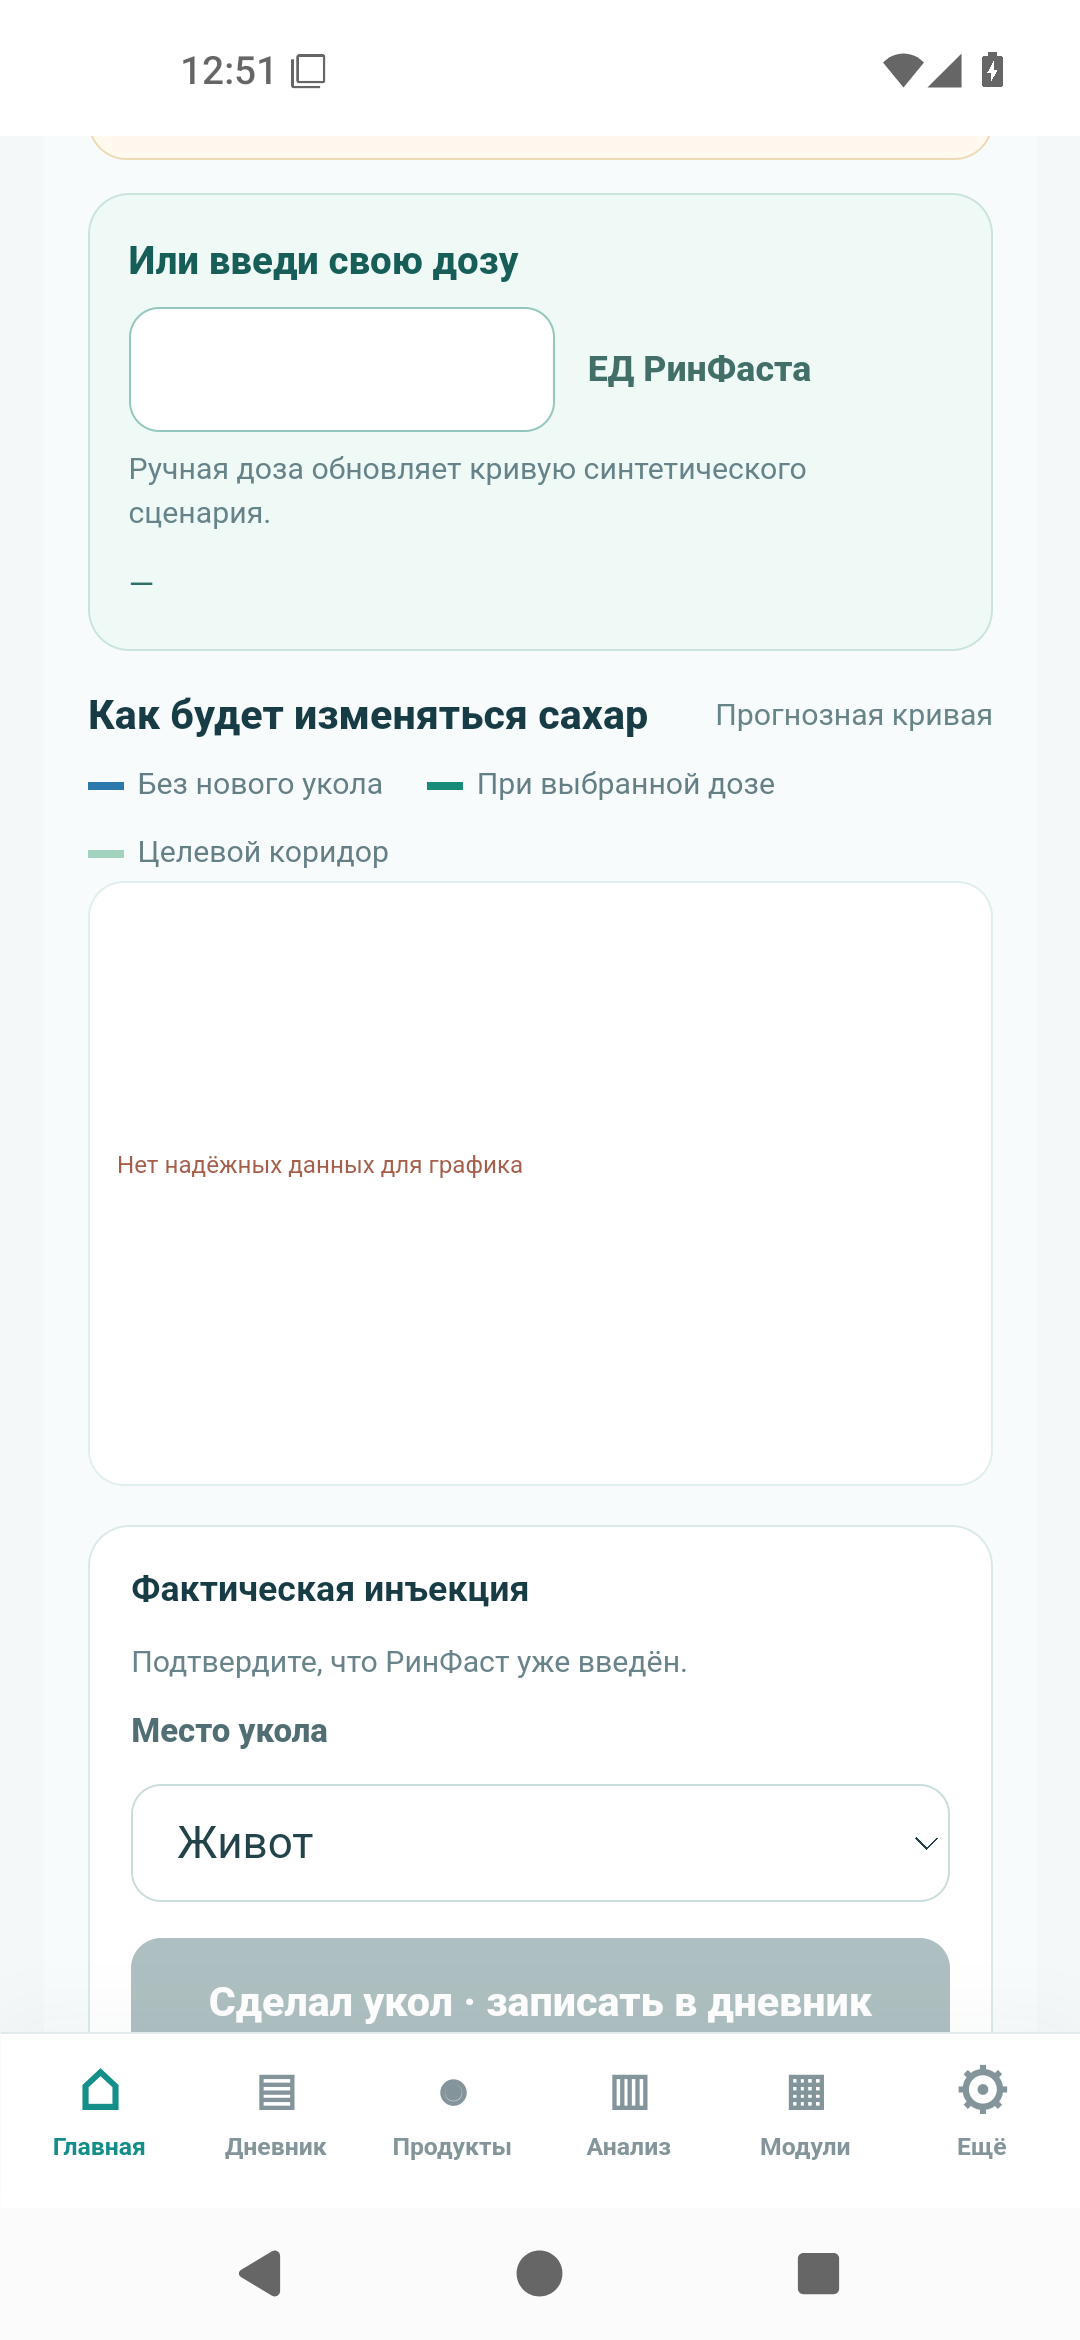 12:51
Или введи свою дозу
ЕД РинФаста
Ручная доза обновляет кривую синтетического
сценария.
—
Как будет изменяться сахар
Прогнозная кривая
Без нового укола
При выбранной дозе
Целевой коридор
Нет надёжных данных для графика
Фактическая инъекция
Подтвердите, что РинФаст уже введён.
Место укола
Живот
Сделал укол · записать в дневник
Главная
Дневник
Продукты
Анализ
Модули
Ещё